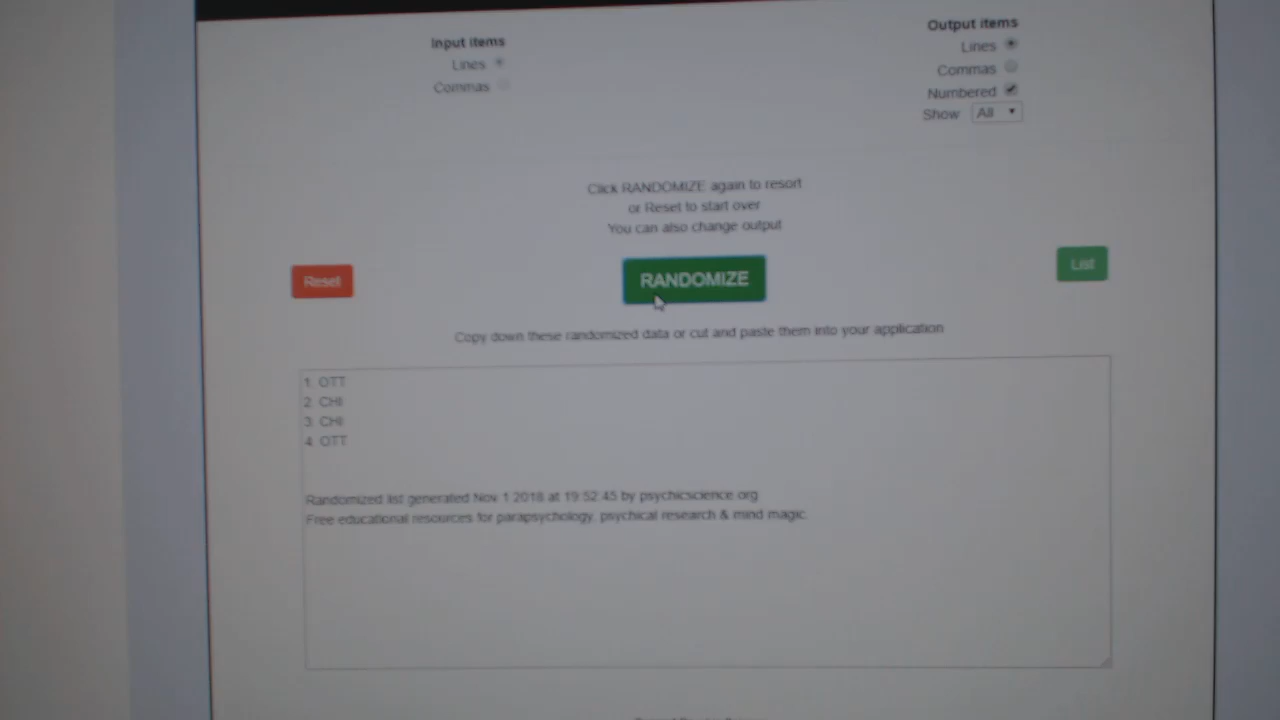 Input items
Lines
Commas
Output items
Lines
Commas
Numbered
Show All
Click RANDOMIZE again to resort
or Reset to start over
You can also change output
Reset
RANDOMIZE
List
Copy down these randomized data or cut and paste them into your application
1. OTT
2. CHI
3. CHI
4. OTT
Randomized list generated Nov 1 2018 at 19:52:45 by psychicscience.org
Free educational resources for parapsychology, psychical research & mind magic.